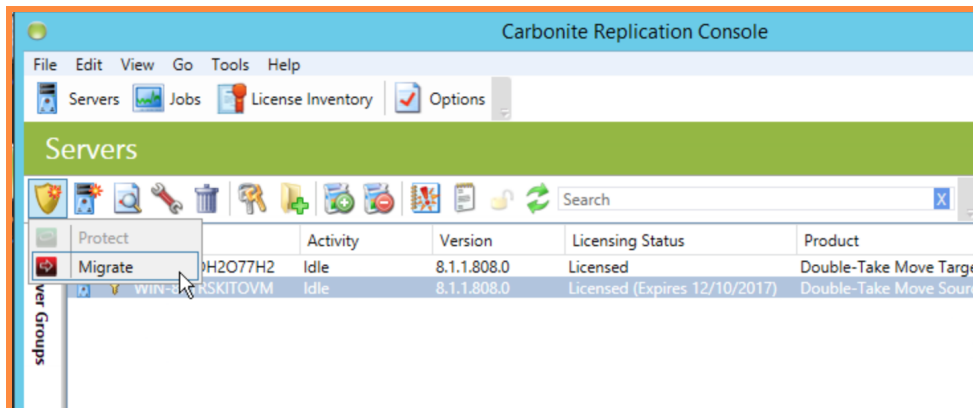 Carbonite Replication Console
File Edit View Go Tools Help
Servers Jobs License Inventory Options
Servers
Search X
Protect Activity Version Licensing Status Product
Migrate Idle 8.1.1.808.0 Licensed Double-Take Move Targe
Idle 8.1.1.808.0 Licensed (Expires 12/10/2017) Double-Take Move Sour
ver Groups